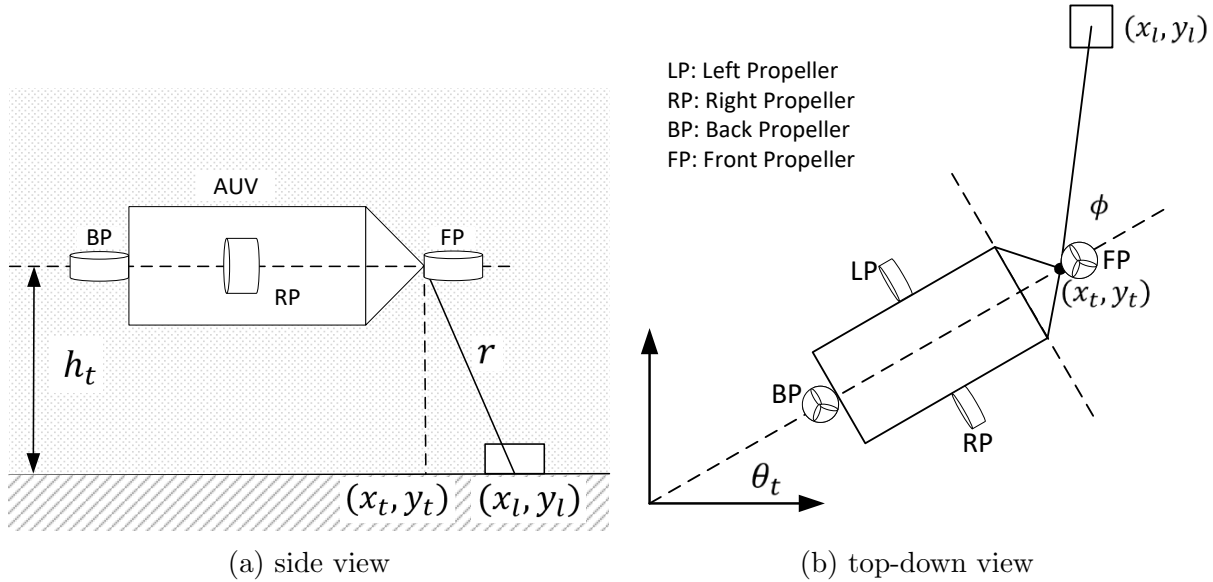 AUV
BP
FP
RP
h_t
r
(x_t, y_t)
(x_l, y_l)
(a) side view
(x_l, y_l)
LP: Left Propeller
RP: Right Propeller
BP: Back Propeller
FP: Front Propeller
ϕ
FP
LP
(x_t, y_t)
BP
RP
θ_t
(b) top-down view